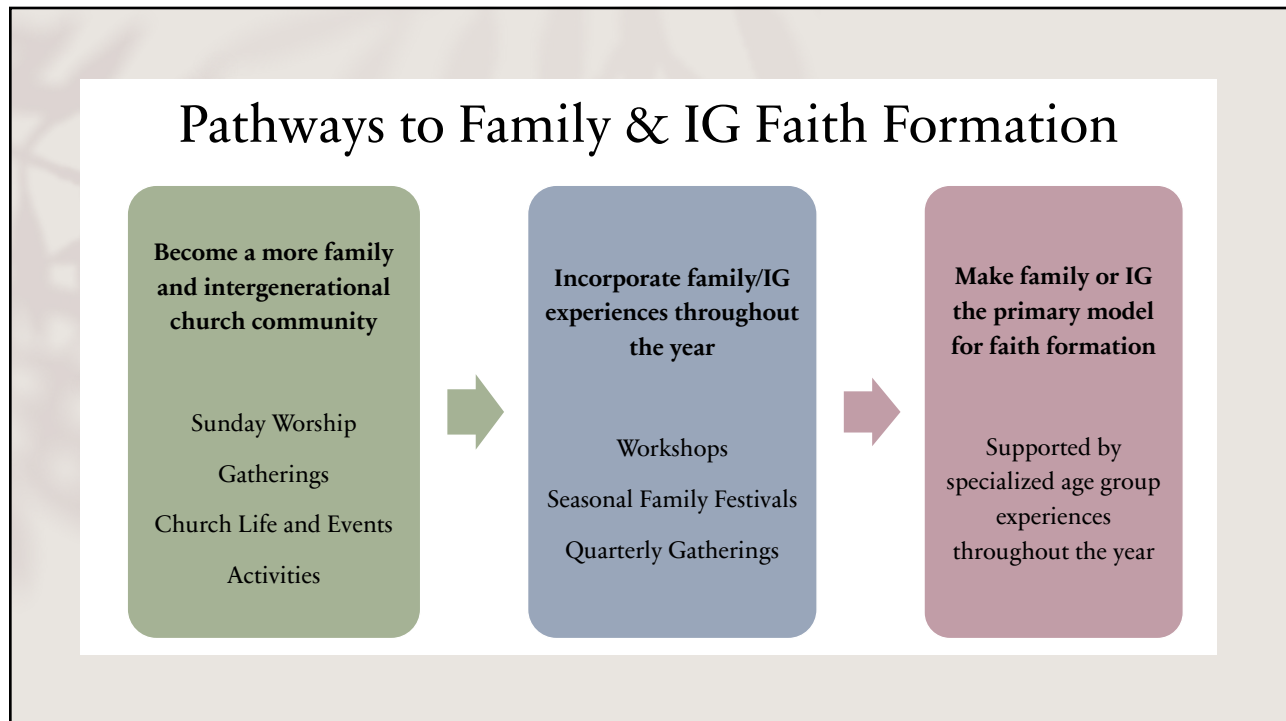 Pathways to Family & IG Faith Formation
Become a more family
and intergenerational
church community
Sunday Worship
Gatherings
Church Life and Events
Activities
Incorporate family/IG
experiences throughout
the year
Workshops
Seasonal Family Festivals
Quarterly Gatherings
Make family or IG
the primary model
for faith formation
Supported by
specialized age group
experiences
throughout the year